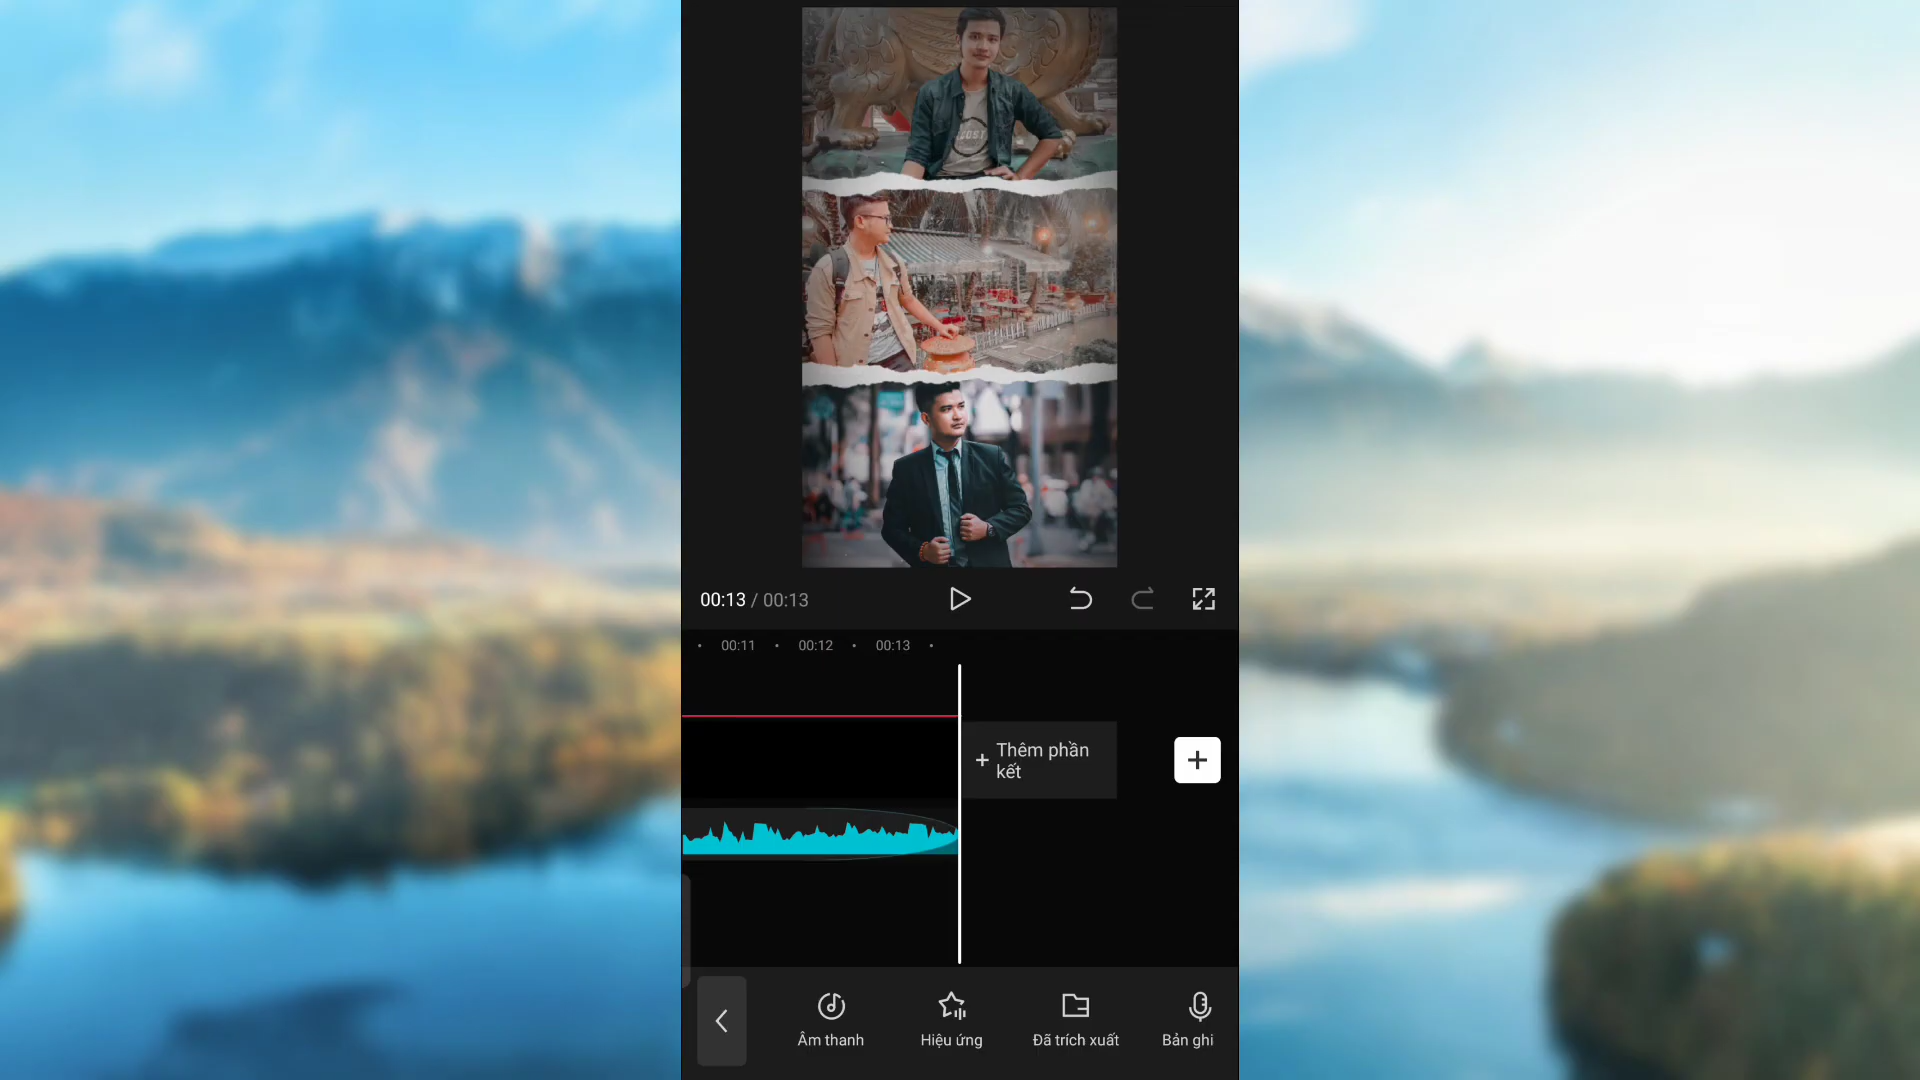 00:13 / 00:13
00:11 00:12 00:13
+ Thêm phần
kết
Âm thanh
Hiệu ứng
Đã trích xuất
Bản ghi